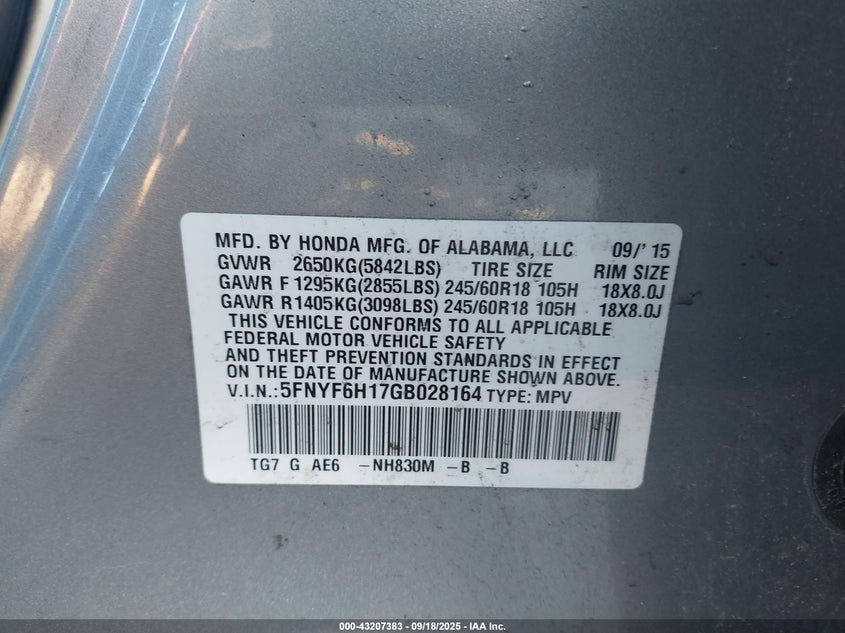 MFD. BY HONDA MFG. OF ALABAMA, LLC 09/' 15
GVWR 2650KG(5842LBS) TIRE SIZE RIM SIZE
GAWR F 1295KG(2855LBS) 245/60R18 105H 18X8.0J
GAWR R1405KG(3098LBS) 245/60R18 105H 18X8.0J
THIS VEHICLE CONFORMS TO ALL APPLICABLE
FEDERAL MOTOR VEHICLE SAFETY
AND THEFT PREVENTION STANDARDS IN EFFECT
ON THE DATE OF MANUFACTURE SHOWN ABOVE.
V.I.N.:5FNYF6H17GB028164 TYPE: MPV
TG7 G AE6 -NH830M -B -B
000-43207383 - 09/18/2025 - IAA Inc.